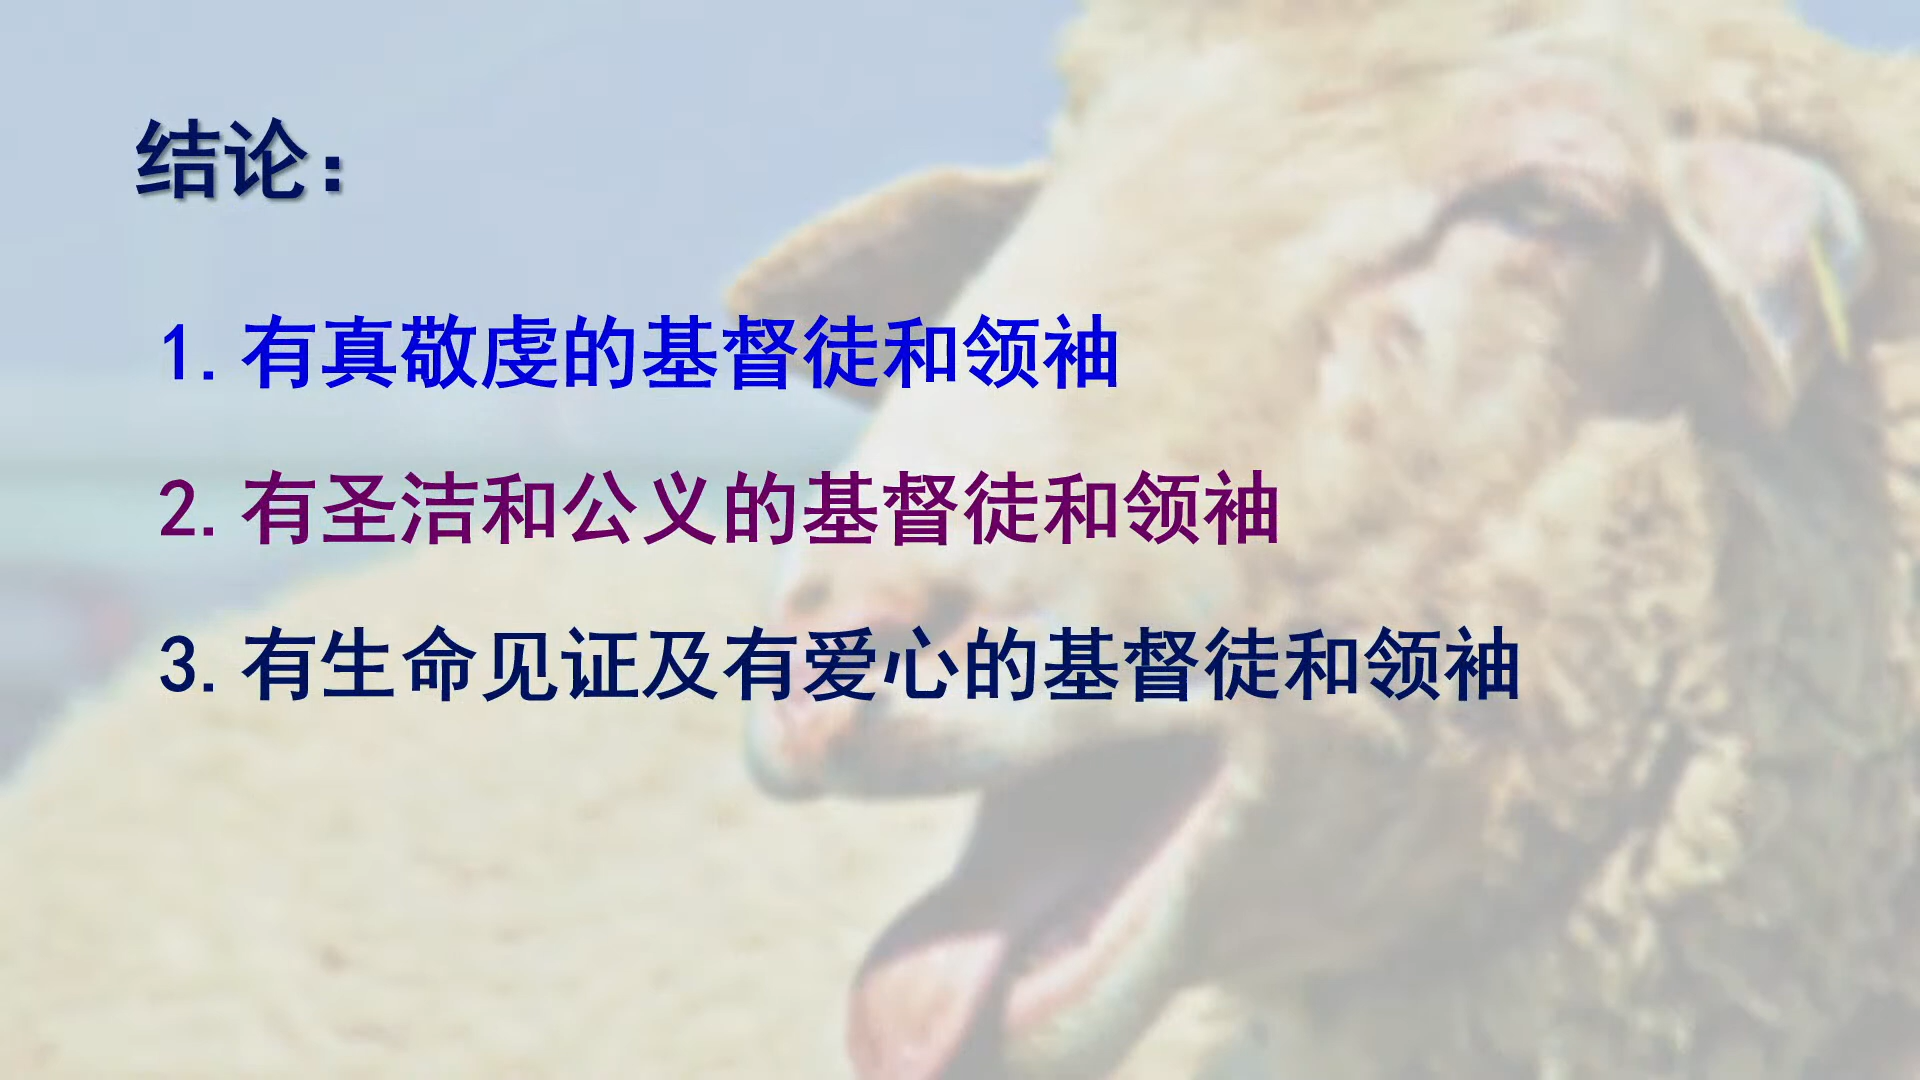 结论：
1.有真敬虔的基督徒和领袖
2.有圣洁和公义的基督徒和领袖
3.有生命见证及有爱心的基督徒和领袖